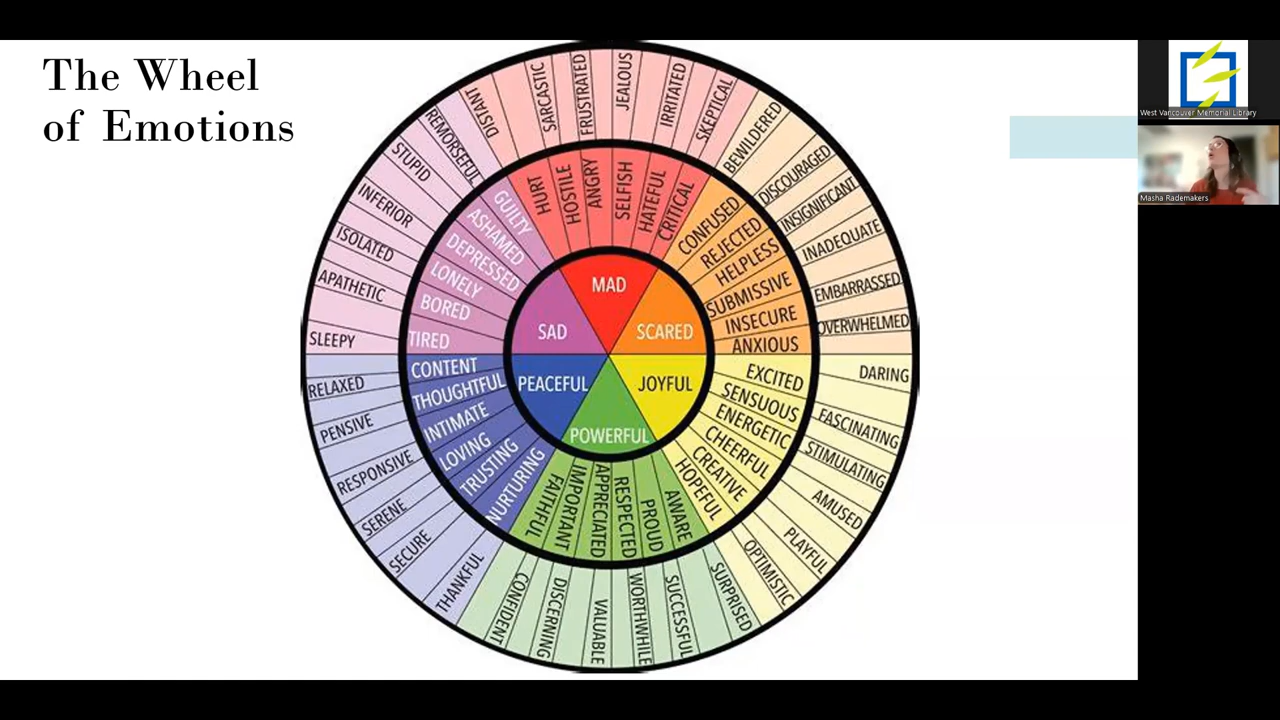 The Wheel
of Emotions
MAD
SCARED
JOYFUL
POWERFUL
PEACEFUL
SAD
HURT
HOSTILE
ANGRY
SELFISH
HATEFUL
CRITICAL
CONFUSED
REJECTED
HELPLESS
SUBMISSIVE
INSECURE
ANXIOUS
EXCITED
SENSUOUS
ENERGETIC
CHEERFUL
CREATIVE
HOPEFUL
AWARE
PROUD
RESPECTED
APPRECIATED
IMPORTANT
FAITHFUL
NURTURING
TRUSTING
LOVING
INTIMATE
THOUGHTFUL
CONTENT
TIRED
BORED
LONELY
DEPRESSED
ASHAMED
GUILTY
DISTANT
SARCASTIC
FRUSTRATED
JEALOUS
IRRITATED
SKEPTICAL
BEWILDERED
DISCOURAGED
INSIGNIFICANT
INADEQUATE
EMBARRASSED
OVERWHELMED
DARING
FASCINATING
STIMULATING
AMUSED
PLAYFUL
OPTIMISTIC
SURPRISED
SUCCESSFUL
WORTHWHILE
VALUABLE
DISCERNING
CONFIDENT
THANKFUL
SECURE
SERENE
RESPONSIVE
PENSIVE
RELAXED
SLEEPY
APATHETIC
ISOLATED
INFERIOR
STUPID
REMORSEFUL
West Vancouver Memorial Library
Masha Rademakers